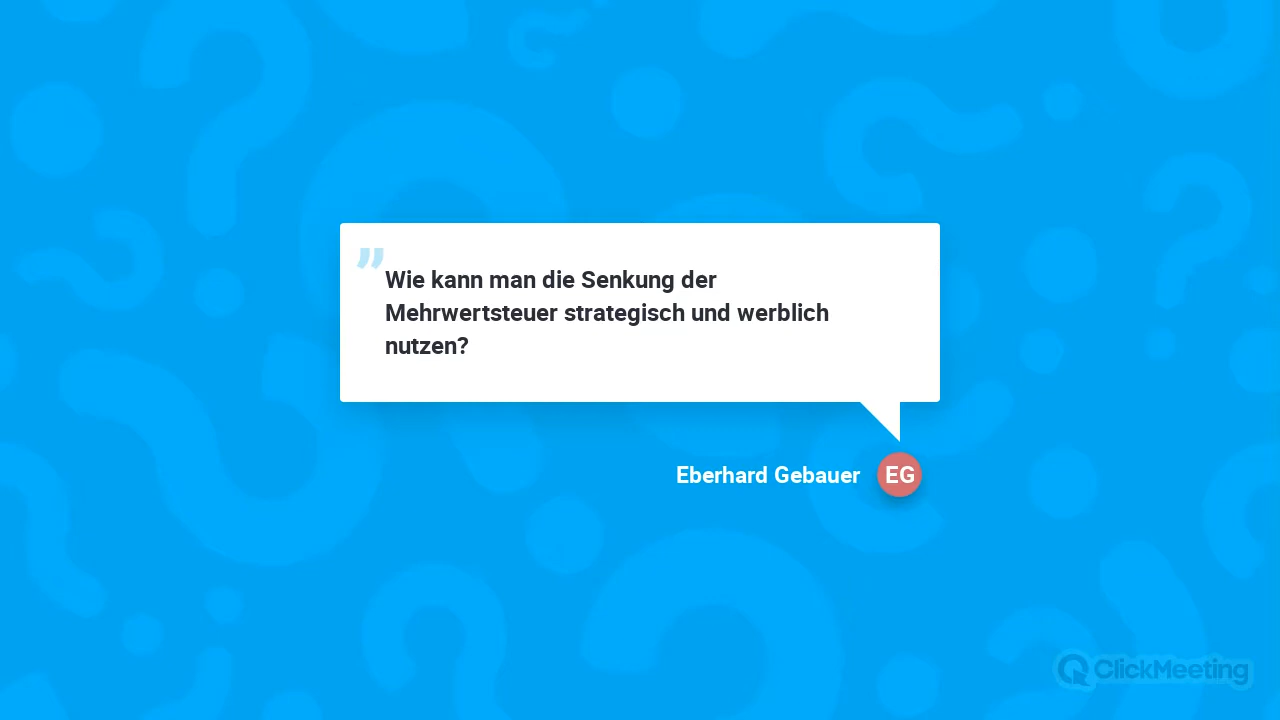 Wie kann man die Senkung der
Mehrwertsteuer strategisch und werblich
nutzen?
Eberhard Gebauer EG
ClickMeeting